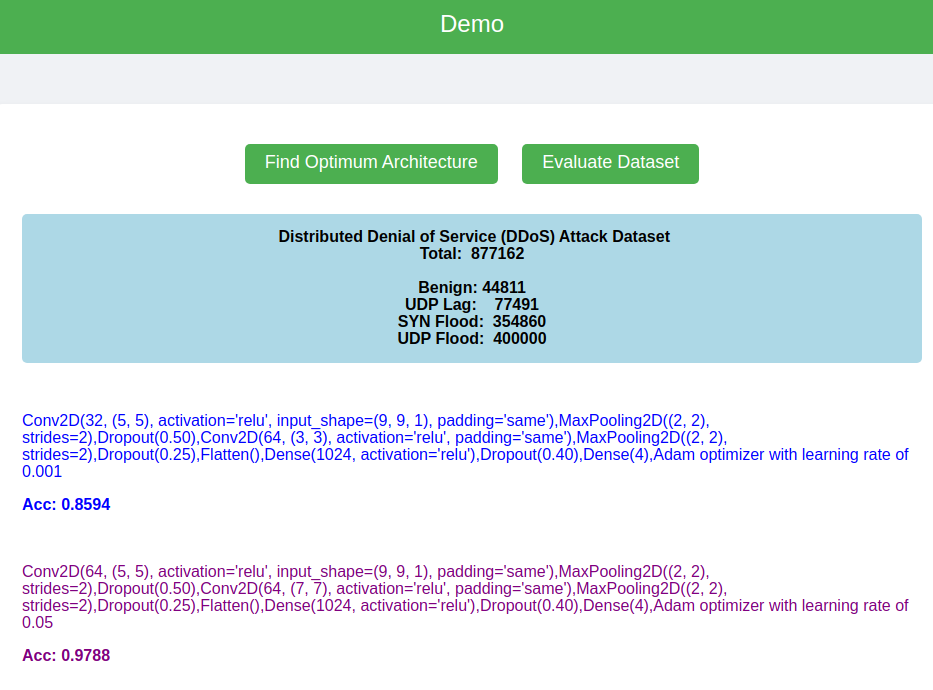 Demo
Find Optimum Architecture
Evaluate Dataset
Distributed Denial of Service (DDoS) Attack Dataset
Total: 877162
Benign: 44811
UDP Lag: 77491
SYN Flood: 354860
UDP Flood: 400000
Conv2D(32, (5, 5), activation='relu', input_shape=(9, 9, 1), padding='same'),MaxPooling2D((2, 2),
strides=2),Dropout(0.50),Conv2D(64, (3, 3), activation='relu', padding='same'),MaxPooling2D((2, 2),
strides=2),Dropout(0.25),Flatten(),Dense(1024, activation='relu'),Dropout(0.40),Dense(4),Adam optimizer with learning rate of
0.001
Acc: 0.8594
Conv2D(64, (5, 5), activation='relu', input_shape=(9, 9, 1), padding='same'),MaxPooling2D((2, 2),
strides=2),Dropout(0.50),Conv2D(64, (7, 7), activation='relu', padding='same'),MaxPooling2D((2, 2),
strides=2),Dropout(0.25),Flatten(),Dense(1024, activation='relu'),Dropout(0.40),Dense(4),Adam optimizer with learning rate of
0.05
Acc: 0.9788